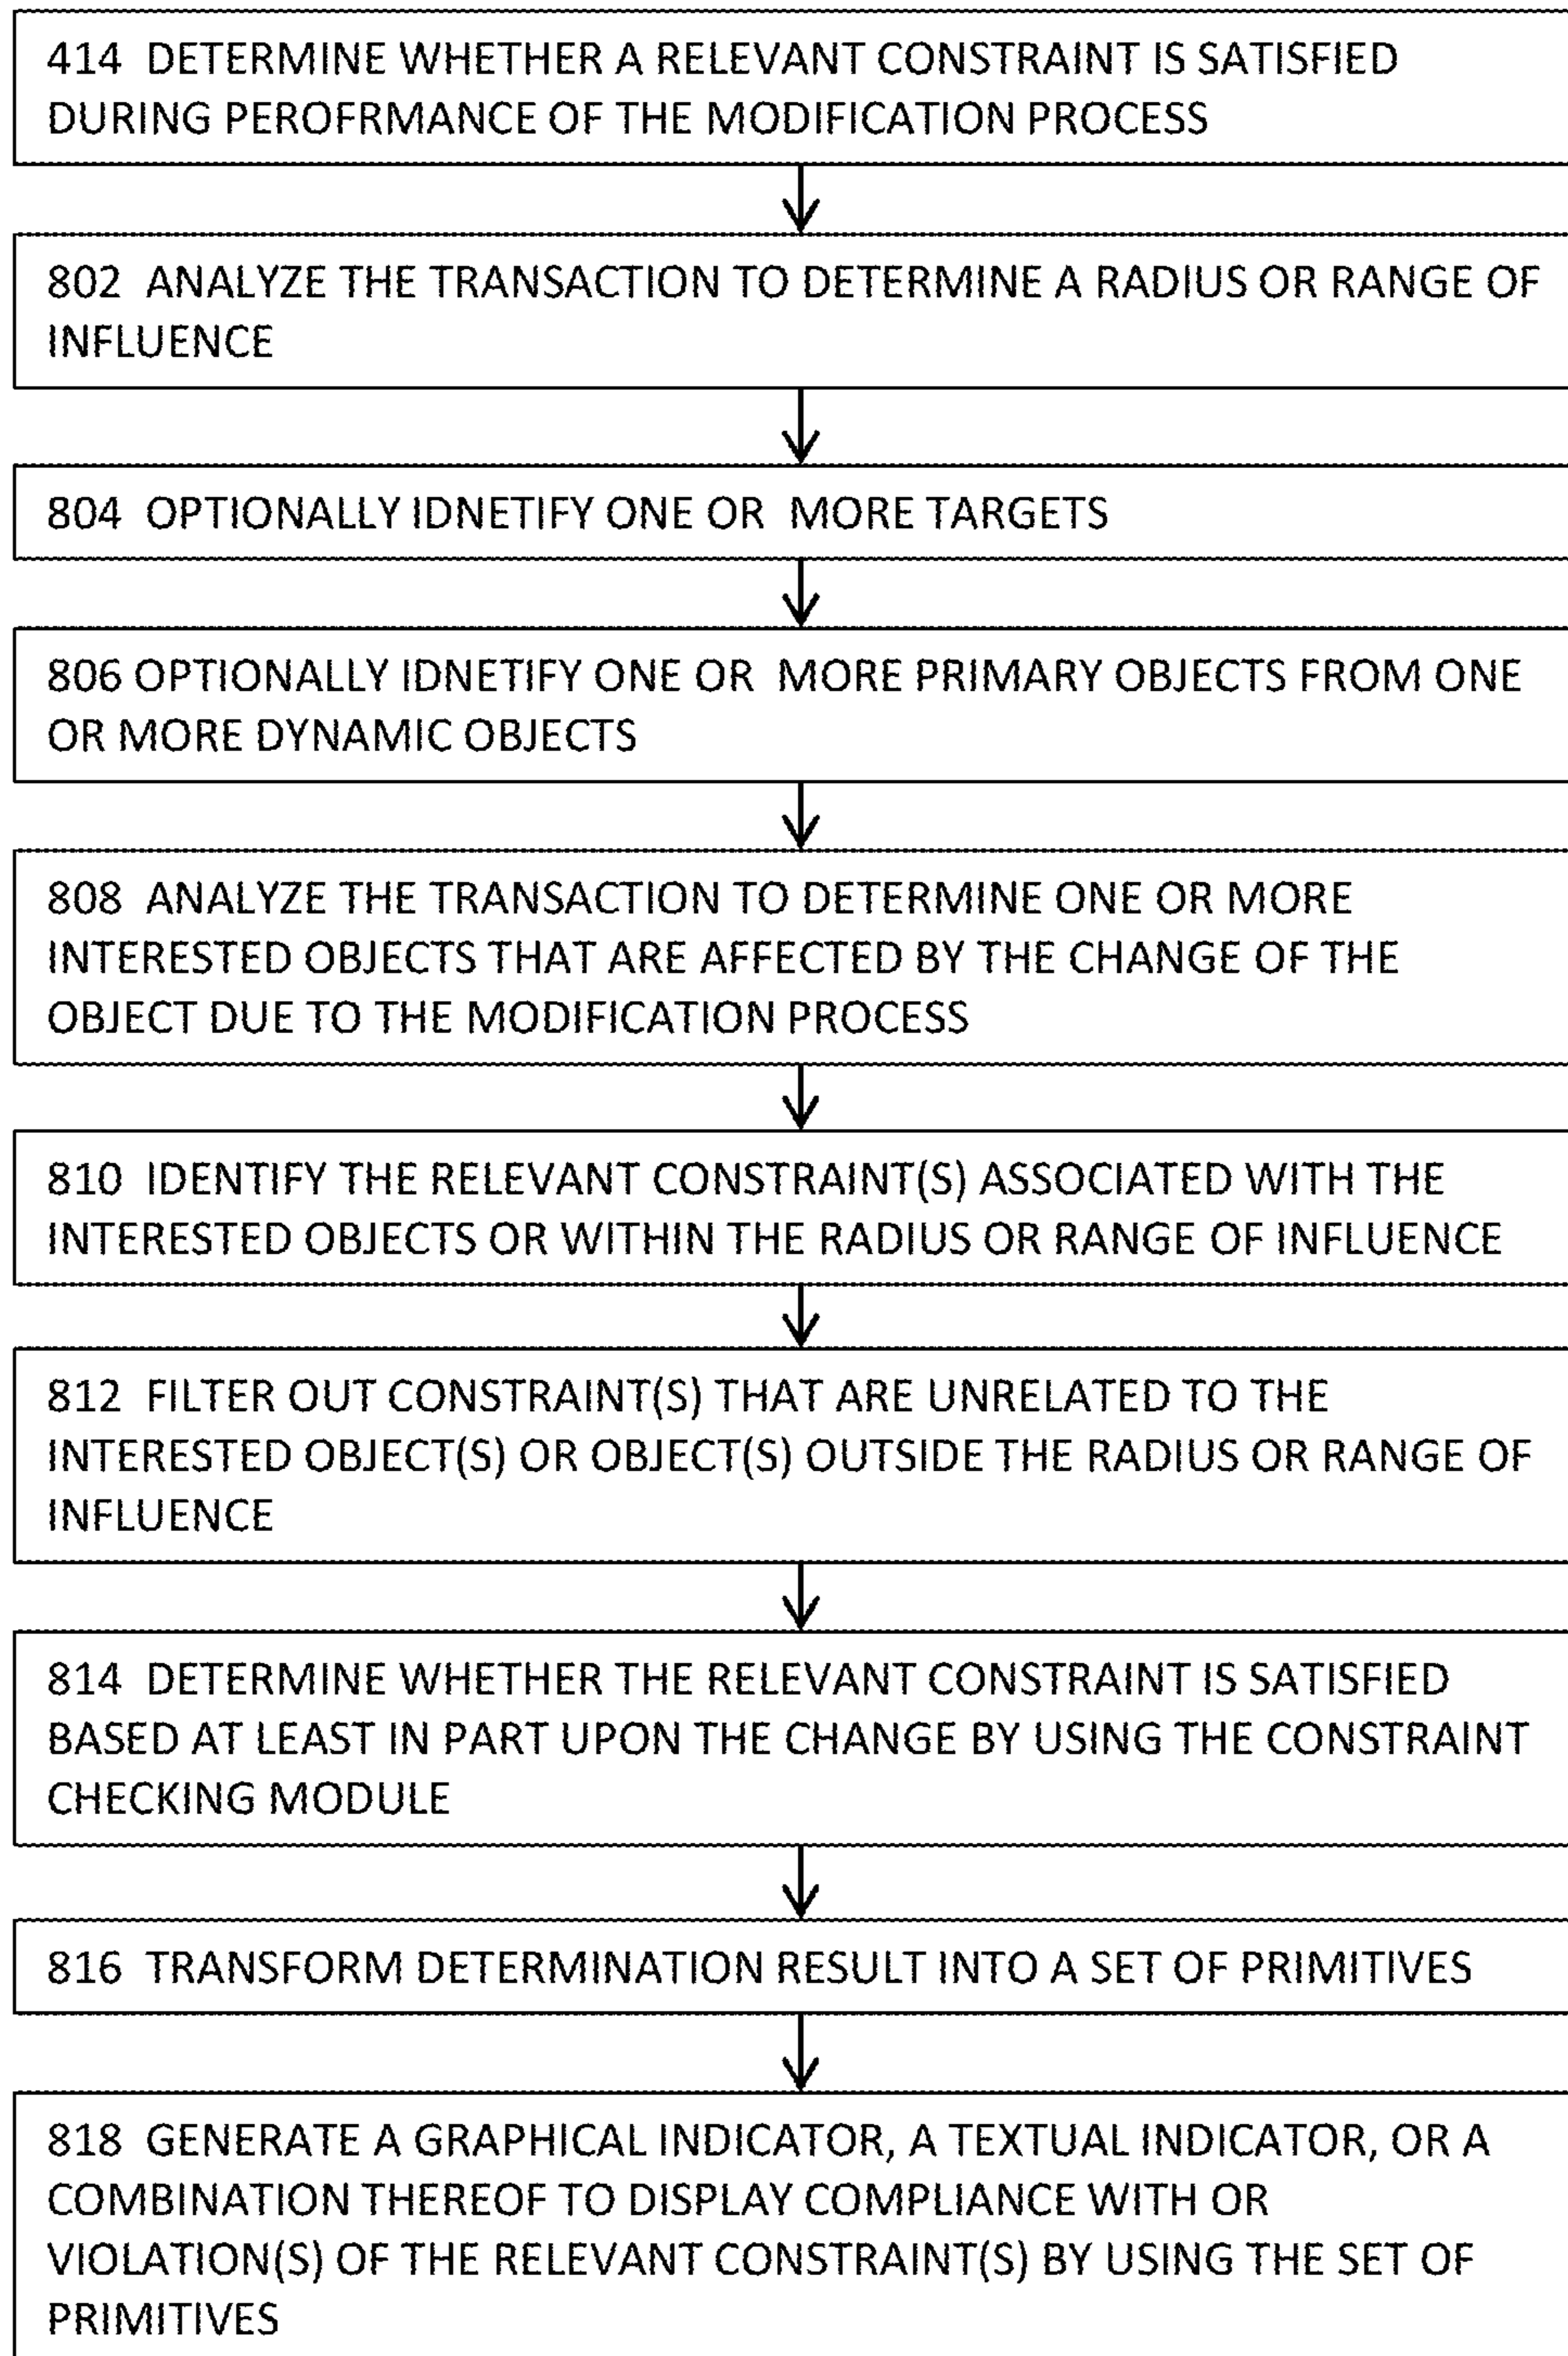 414 DETERMINE WHETHER A RELEVANT CONSTRAINT IS SATISFIED
DURING PEROFRMANCE OF THE MODIFICATION PROCESS
802 ANALYZE THE TRANSACTION TO DETERMINE A RADIUS OR RANGE OF
INFLUENCE
804 OPTIONALLY IDNETIFY ONE OR MORE TARGETS
806 OPTIONALLY IDNETIFY ONE OR MORE PRIMARY OBJECTS FROM ONE
OR MORE DYNAMIC OBJECTS
808 ANALYZE THE TRANSACTION TO DETERMINE ONE OR MORE
INTERESTED OBJECTS THAT ARE AFFECTED BY THE CHANGE OF THE
OBJECT DUE TO THE MODIFICATION PROCESS
810 IDENTIFY THE RELEVANT CONSTRAINT(S) ASSOCIATED WITH THE
INTERESTED OBJECTS OR WITHIN THE RADIUS OR RANGE OF INFLUENCE
812 FILTER OUT CONSTRAINT(S) THAT ARE UNRELATED TO THE
INTERESTED OBJECT(S) OR OBJECT(S) OUTSIDE THE RADIUS OR RANGE OF
INFLUENCE
814 DETERMINE WHETHER THE RELEVANT CONSTRAINT IS SATISFIED
BASED AT LEAST IN PART UPON THE CHANGE BY USING THE CONSTRAINT
CHECKING MODULE
816 TRANSFORM DETERMINATION RESULT INTO A SET OF PRIMITIVES
818 GENERATE A GRAPHICAL INDICATOR, A TEXTUAL INDICATOR, OR A
COMBINATION THEREOF TO DISPLAY COMPLIANCE WITH OR
VIOLATION(S) OF THE RELEVANT CONSTRAINT(S) BY USING THE SET OF
PRIMITIVES